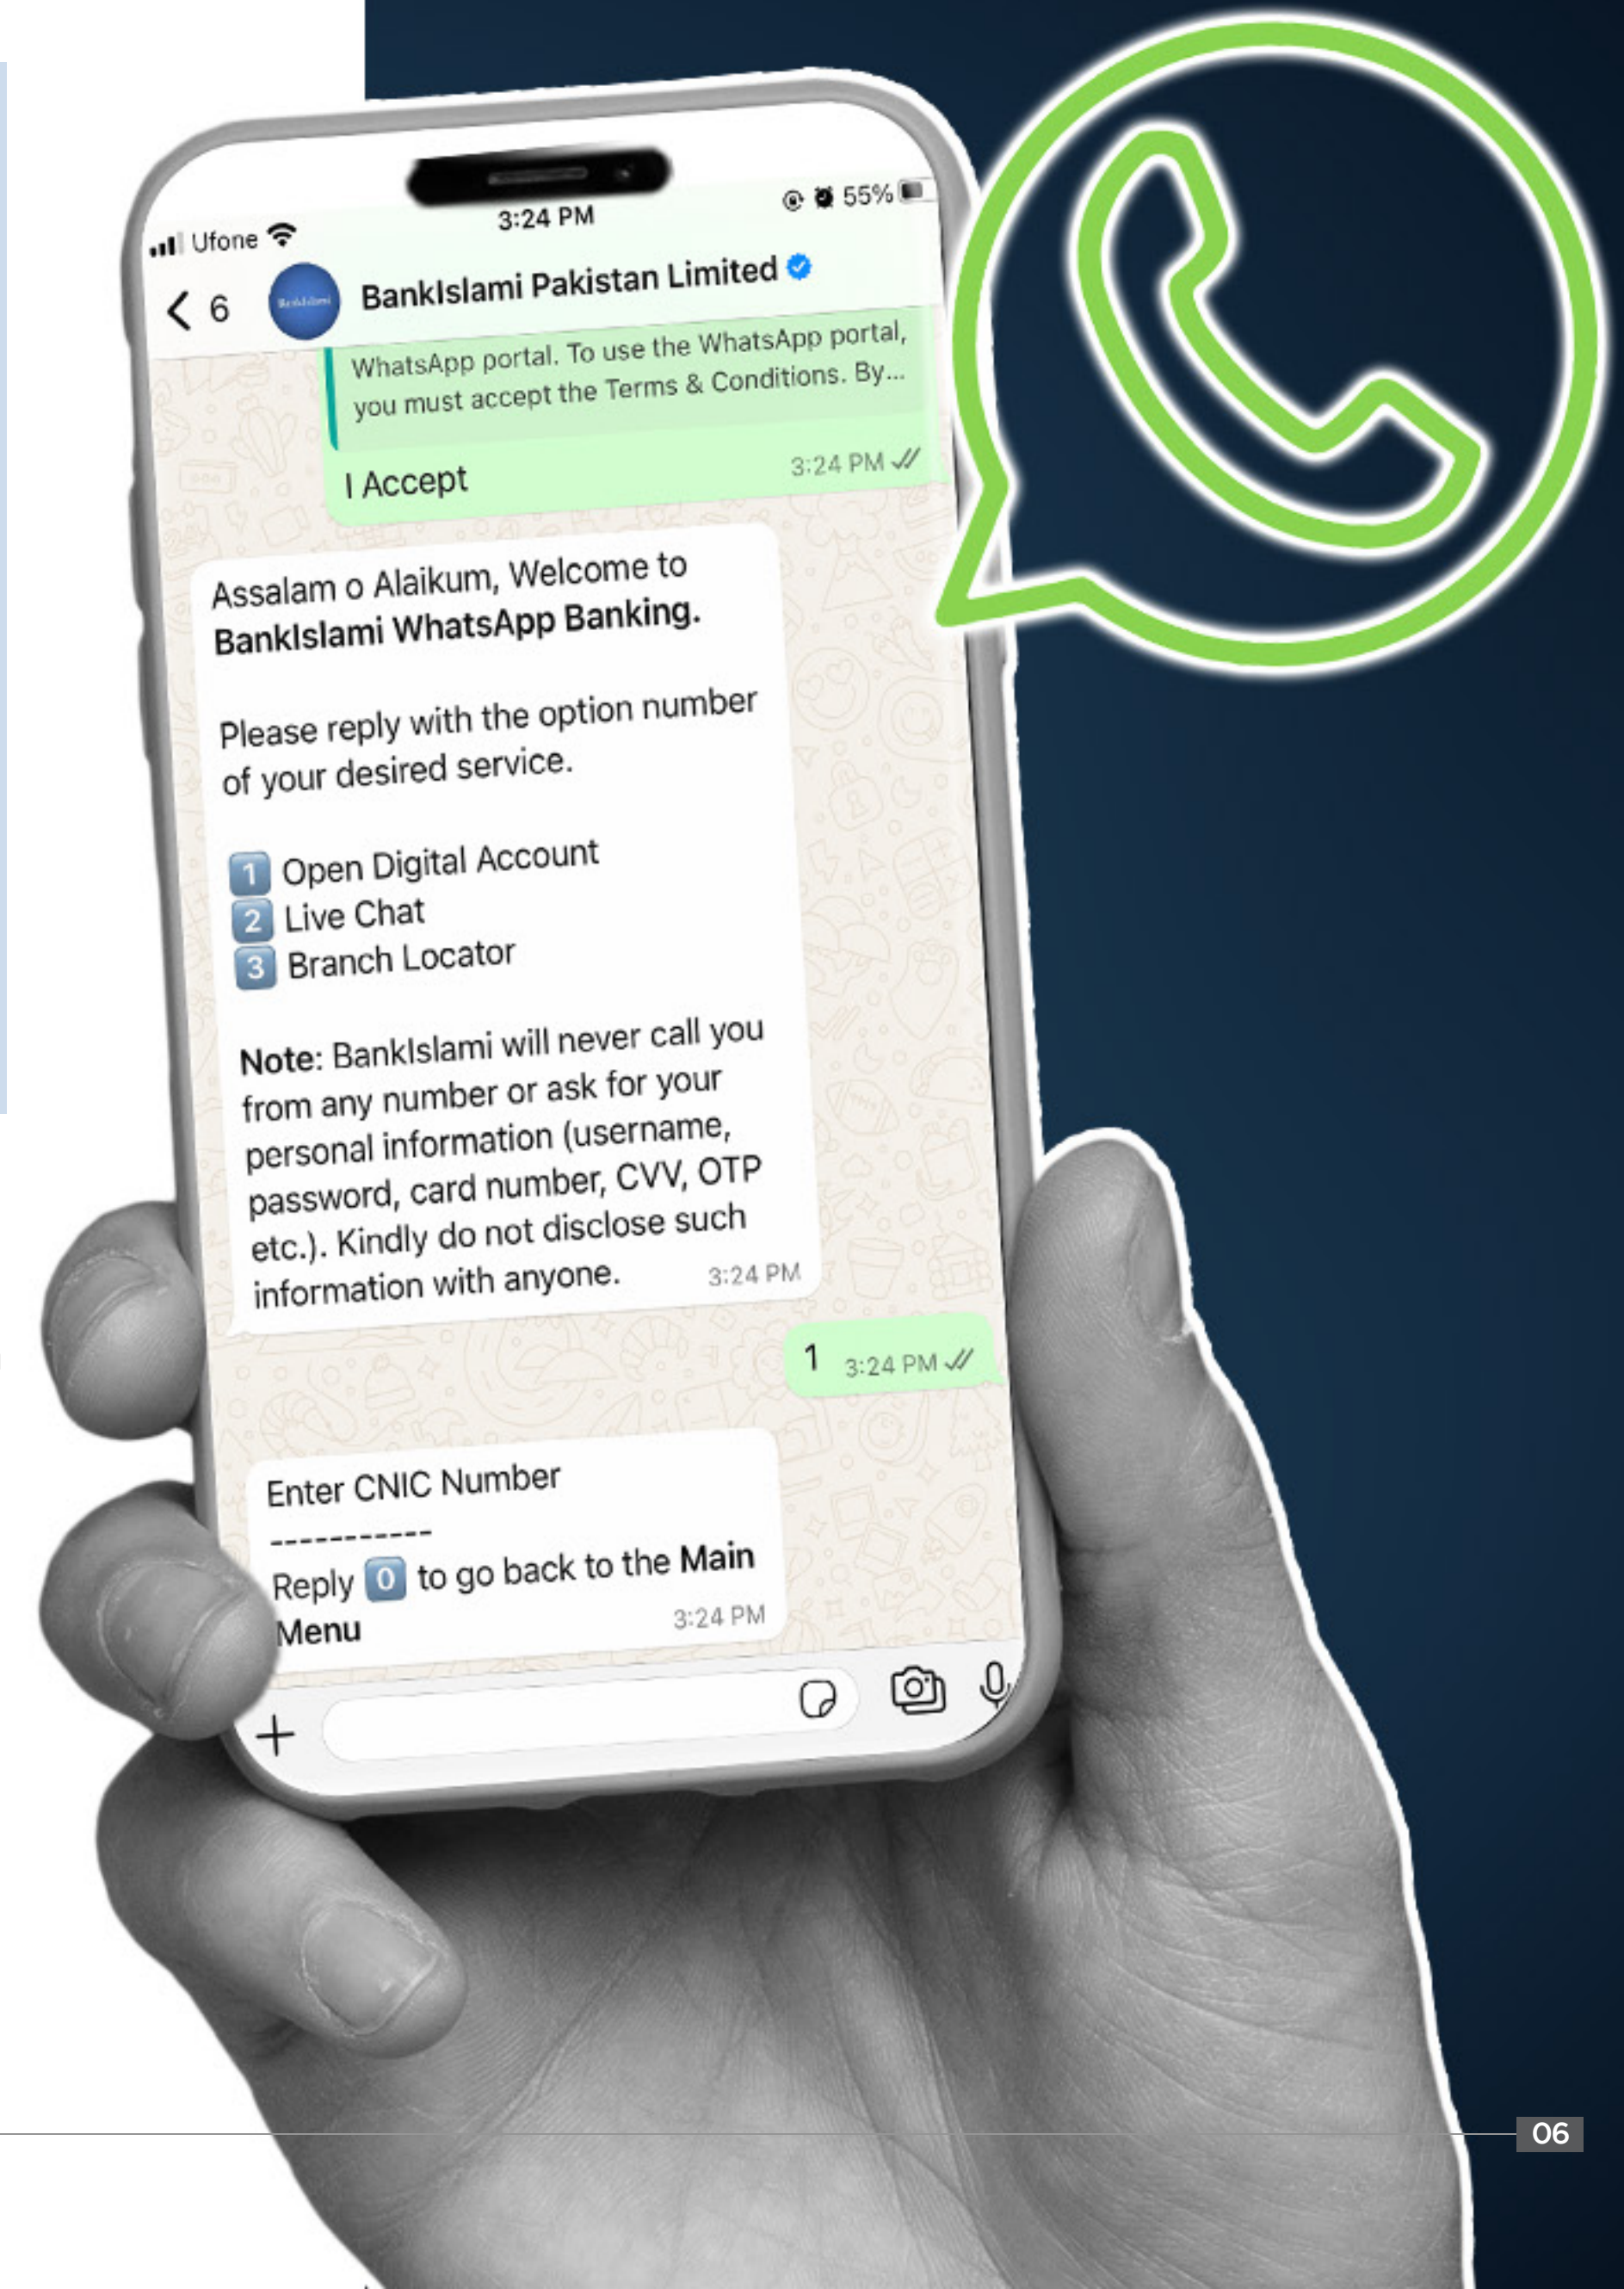 Ufone
3:24 PM
55%
6
BankIslami
BankIslami Pakistan Limited
WhatsApp portal. To use the WhatsApp portal,
you must accept the Terms & Conditions. By...
I Accept
3:24 PM
Assalam o Alaikum, Welcome to
BankIslami WhatsApp Banking.
Please reply with the option number
of your desired service.
1 Open Digital Account
2 Live Chat
3 Branch Locator
Note: BankIslami will never call you
from any number or ask for your
personal information (username,
password, card number, CVV, OTP
etc.). Kindly do not disclose such
information with anyone.
3:24 PM
1
3:24 PM
Enter CNIC Number
-----------
Reply 0 to go back to the Main
Menu
3:24 PM
06